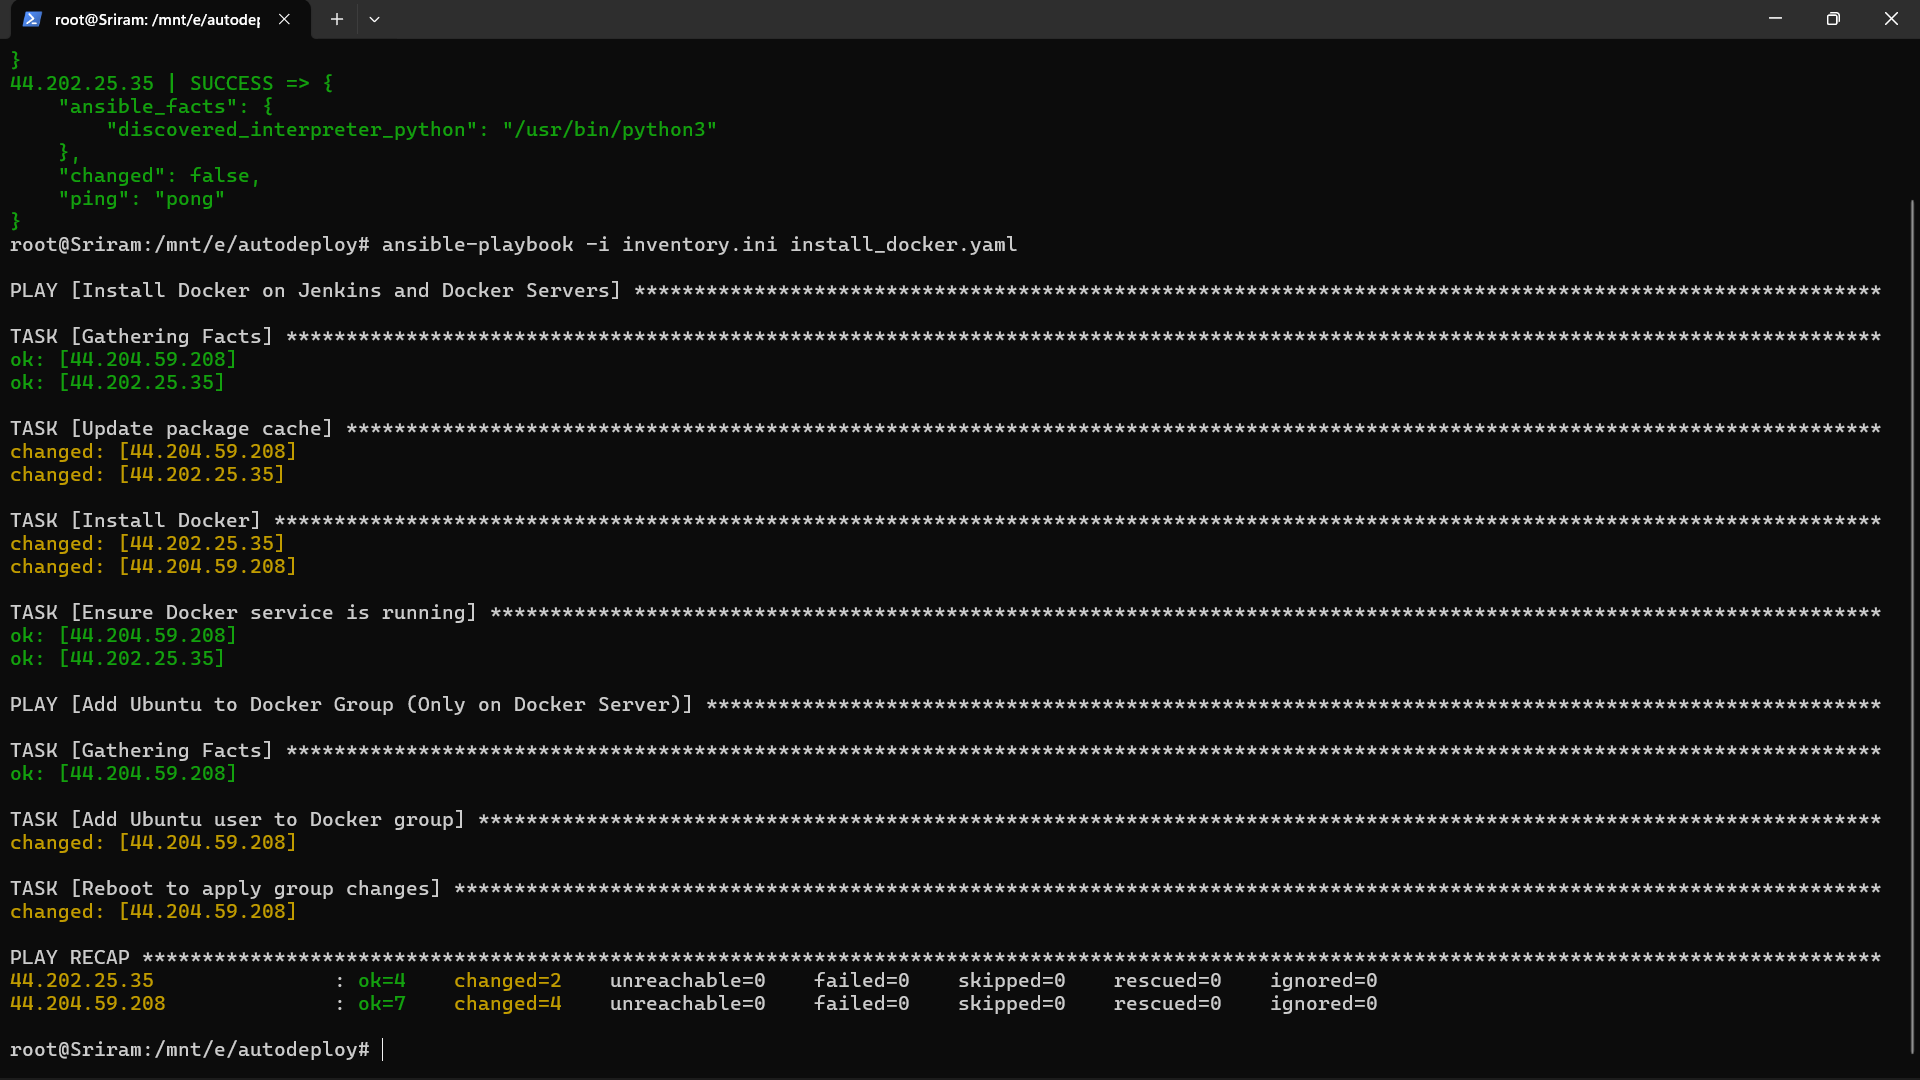 root@Sriram: /mnt/e/autodep
}
44.202.25.35 | SUCCESS => {
    "ansible_facts": {
        "discovered_interpreter_python": "/usr/bin/python3"
    },
    "changed": false,
    "ping": "pong"
}
root@Sriram:/mnt/e/autodeploy# ansible-playbook -i inventory.ini install_docker.yaml
PLAY [Install Docker on Jenkins and Docker Servers] ********************************************************************************************************
TASK [Gathering Facts] *************************************************************************************************************************************
ok: [44.204.59.208]
ok: [44.202.25.35]
TASK [Update package cache] ********************************************************************************************************************************
changed: [44.204.59.208]
changed: [44.202.25.35]
TASK [Install Docker] **************************************************************************************************************************************
changed: [44.202.25.35]
changed: [44.204.59.208]
TASK [Ensure Docker service is running] ********************************************************************************************************************
ok: [44.204.59.208]
ok: [44.202.25.35]
PLAY [Add Ubuntu to Docker Group (Only on Docker Server)] **************************************************************************************************
TASK [Gathering Facts] *************************************************************************************************************************************
ok: [44.204.59.208]
TASK [Add Ubuntu user to Docker group] *********************************************************************************************************************
changed: [44.204.59.208]
TASK [Reboot to apply group changes] ***********************************************************************************************************************
changed: [44.204.59.208]
PLAY RECAP *************************************************************************************************************************************************
44.202.25.35               : ok=4    changed=2    unreachable=0    failed=0    skipped=0    rescued=0    ignored=0
44.204.59.208              : ok=7    changed=4    unreachable=0    failed=0    skipped=0    rescued=0    ignored=0
root@Sriram:/mnt/e/autodeploy#